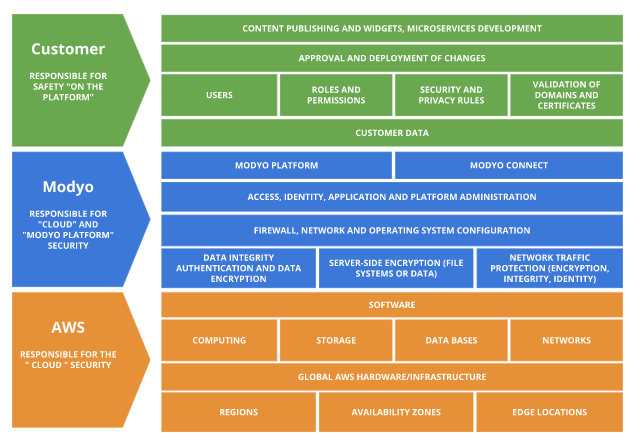 Customer
RESPONSIBLE FOR
SAFETY "ON THE
PLATFORM"
CONTENT PUBLISHING AND WIDGETS, MICROSERVICES DEVELOPMENT
APPROVAL AND DEPLOYMENT OF CHANGES
USERS
ROLES AND
PERMISSIONS
SECURITY AND
PRIVACY RULES
VALIDATION OF
DOMAINS AND
CERTIFICATES
CUSTOMER DATA
Modyo
RESPONSIBLE FOR
"CLOUD" AND
"MODYO PLATFORM"
SECURITY
MODYO PLATFORM
MODYO CONNECT
ACCESS, IDENTITY, APPLICATION AND PLATFORM ADMINISTRATION
FIREWALL, NETWORK AND OPERATING SYSTEM CONFIGURATION
DATA INTEGRITY
AUTHENTICATION AND DATA
ENCRYPTION
SERVER-SIDE ENCRYPTION (FILE
SYSTEMS OR DATA)
NETWORK TRAFFIC
PROTECTION (ENCRYPTION,
INTEGRITY, IDENTITY)
AWS
RESPONSIBLE FOR THE
" CLOUD " SECURITY
SOFTWARE
COMPUTING
STORAGE
DATA BASES
NETWORKS
GLOBAL AWS HARDWARE/INFRASTRUCTURE
REGIONS
AVAILABILITY ZONES
EDGE LOCATIONS